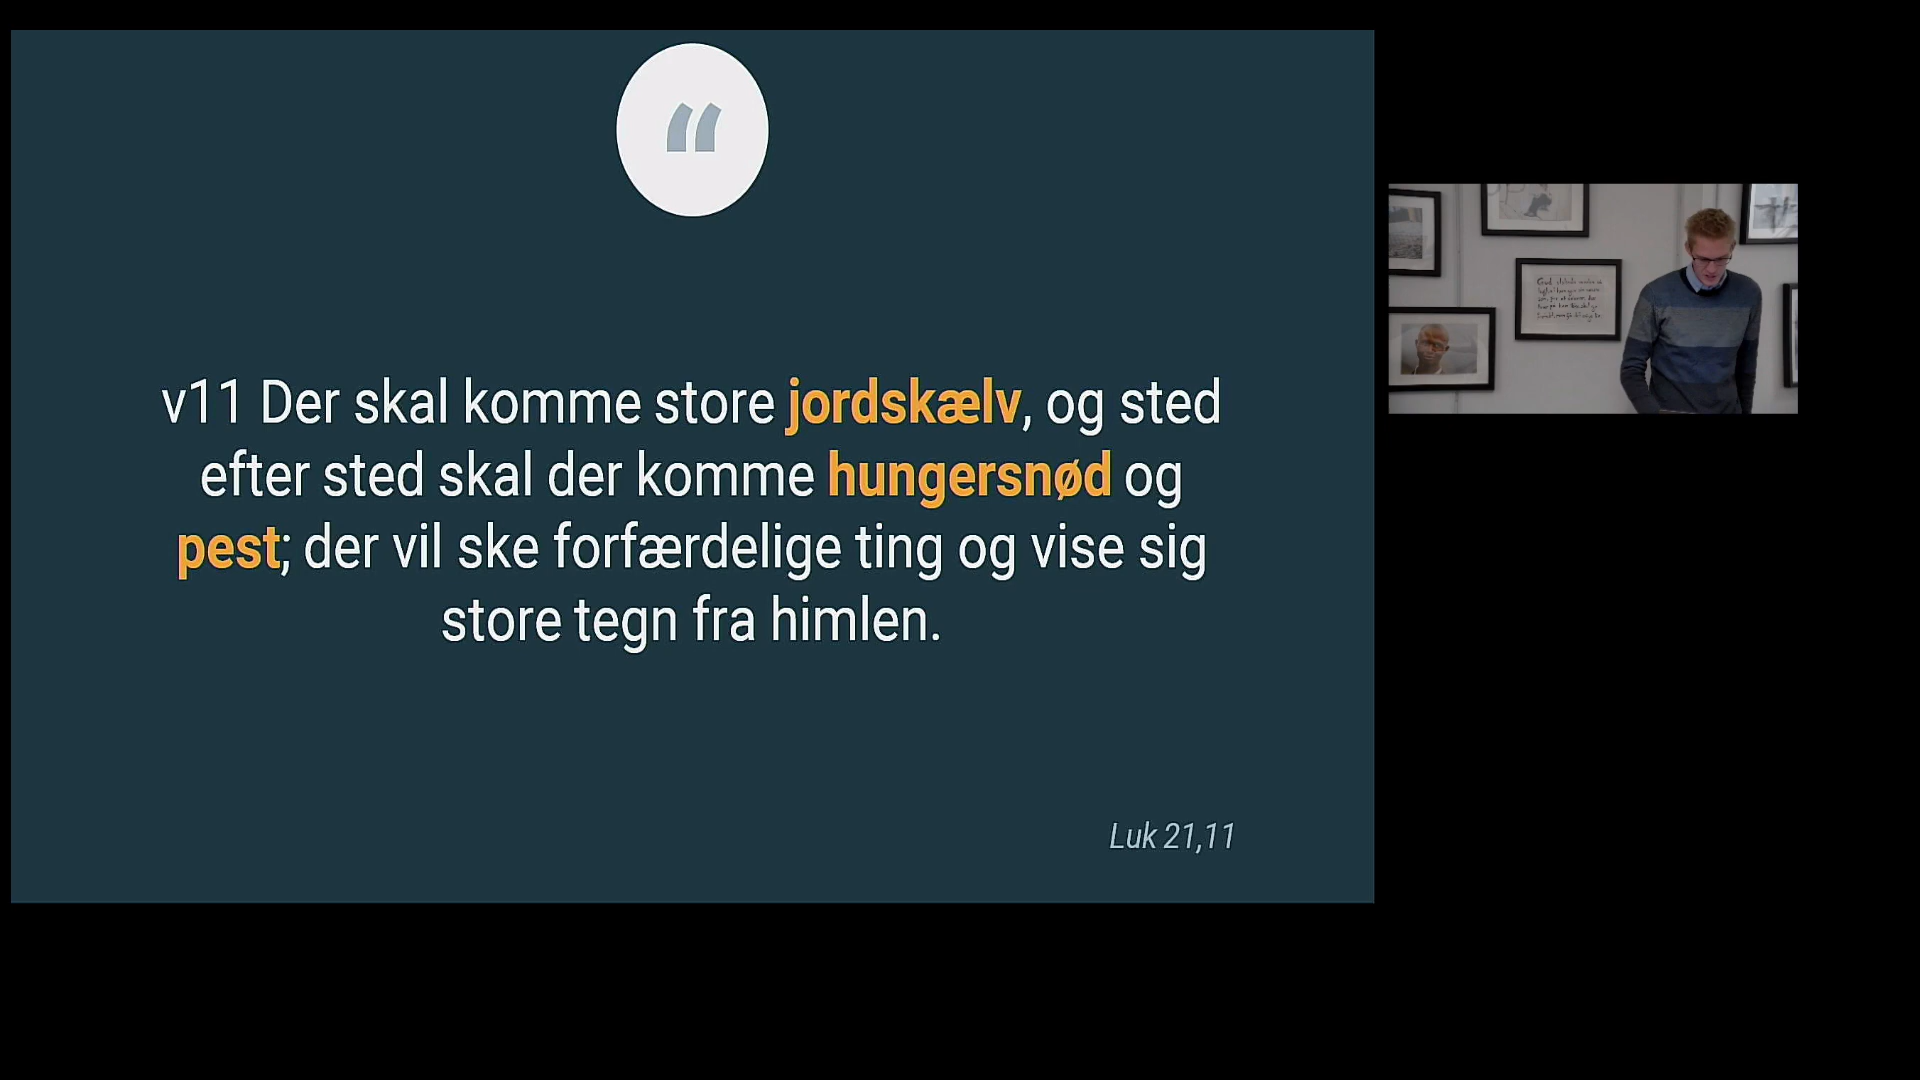 “
v11 Der skal komme store jordskælv, og sted
efter sted skal der komme hungersnød og
pest; der vil ske forfærdelige ting og vise sig
store tegn fra himlen.
Luk 21,11